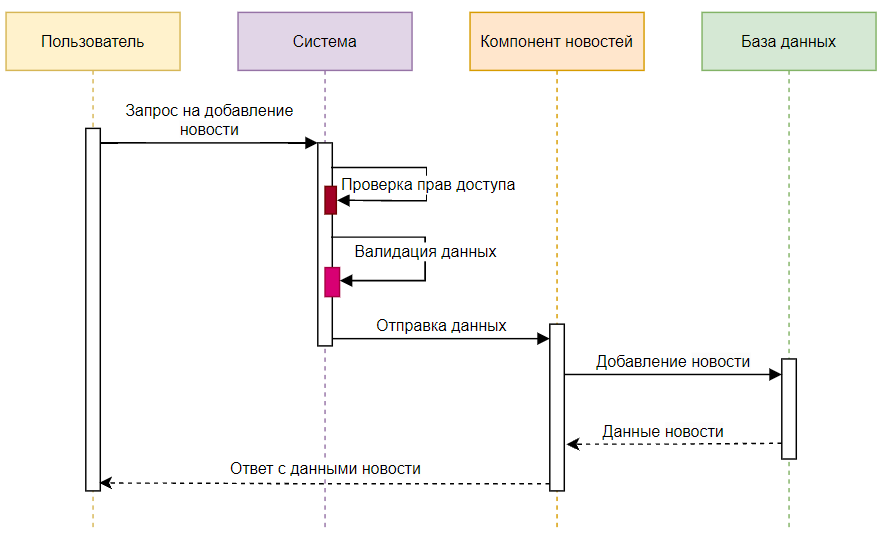 Пользователь
Система
Компонент новостей
База данных
Запрос на добавление
новости
Проверка прав доступа
Валидация данных
Отправка данных
Добавление новости
Данные новости
Ответ с данными новости